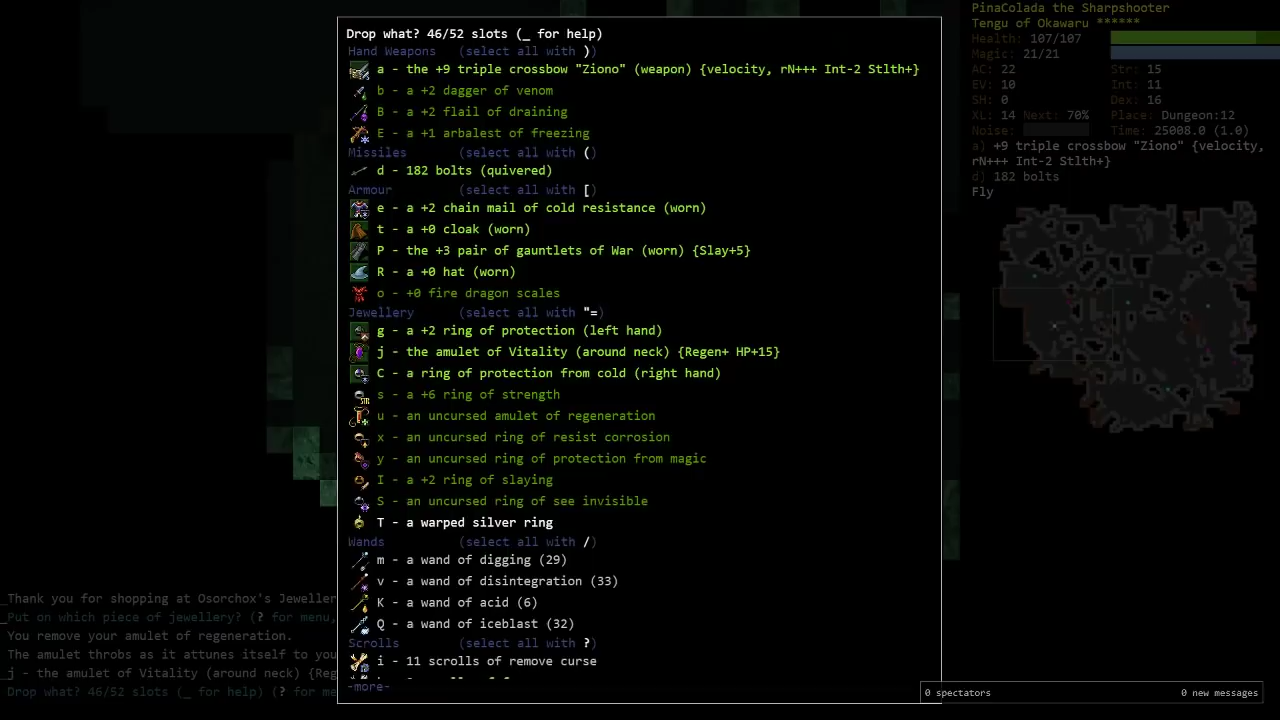 Drop what? 46/52 slots (_ for help)
Hand Weapons (select all with ))
a - the +9 triple crossbow "Ziono" (weapon) {velocity, rN+++ Int-2 Stlth+}
b - a +2 dagger of venom
B - a +2 flail of draining
E - a +1 arbalest of freezing
Missiles (select all with ()
d - 182 bolts (quivered)
Armour (select all with [)
e - a +2 chain mail of cold resistance (worn)
t - a +0 cloak (worn)
P - the +3 pair of gauntlets of War (worn) {Slay+5}
R - a +0 hat (worn)
o - +0 fire dragon scales
Jewellery (select all with "=)
g - a +2 ring of protection (left hand)
j - the amulet of Vitality (around neck) {Regen+ HP+15}
C - a ring of protection from cold (right hand)
s - a +6 ring of strength
u - an uncursed amulet of regeneration
x - an uncursed ring of resist corrosion
y - an uncursed ring of protection from magic
I - a +2 ring of slaying
S - an uncursed ring of see invisible
T - a warped silver ring
Wands (select all with /)
m - a wand of digging (29)
v - a wand of disintegration (33)
K - a wand of acid (6)
Q - a wand of iceblast (32)
Scrolls (select all with ?)
i - 11 scrolls of remove curse
-more-
PinaColada the Sharpshooter
Tengu of Okawaru ******
Health: 107/107
Magic: 21/21
AC: 22 Str: 15
EV: 10 Int: 11
SH: 0 Dex: 16
XL: 14 Next: 70% Place: Dungeon:12
Noise: Time: 25008.0 (1.0)
a) +9 triple crossbow "Ziono" {velocity,
rN+++ Int-2 Stlth+}
d) 182 bolts
Fly
_Thank you for shopping at Osorchox's Jeweller
_Put on which piece of jewellery? (? for menu,
You remove your amulet of regeneration.
The amulet throbs as it attunes itself to you
_j - the amulet of Vitality (around neck) {Reg
Drop what? 46/52 slots (_ for help) (? for me
0 spectators 0 new messages